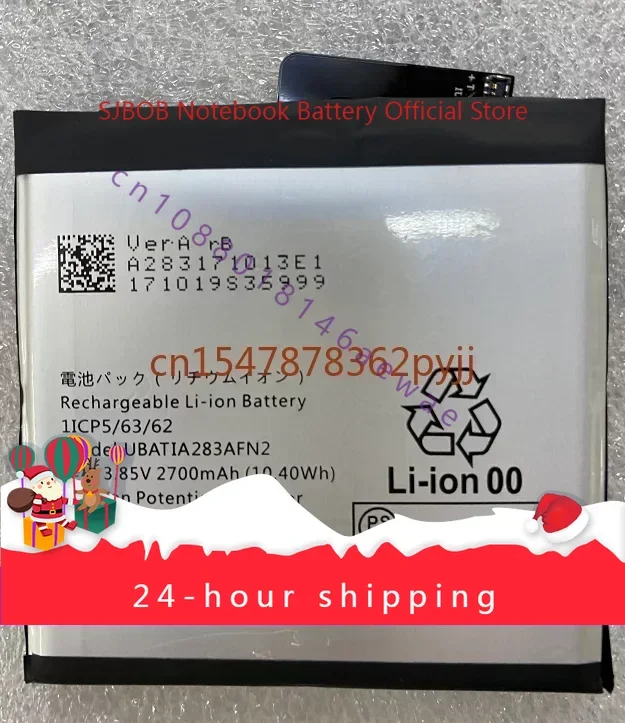 SJBOB Notebook Battery Official Store
VerA rB
A283171013E1
171019S35999
cn1547878362pyjj
電池パック ( リチウムイオン )
Rechargeable Li-ion Battery
1ICP5/63/62
UBATIA283AFN2
3.85V 2700mAh (10.40Wh)
Li-ion 00
PS
24-hour shipping